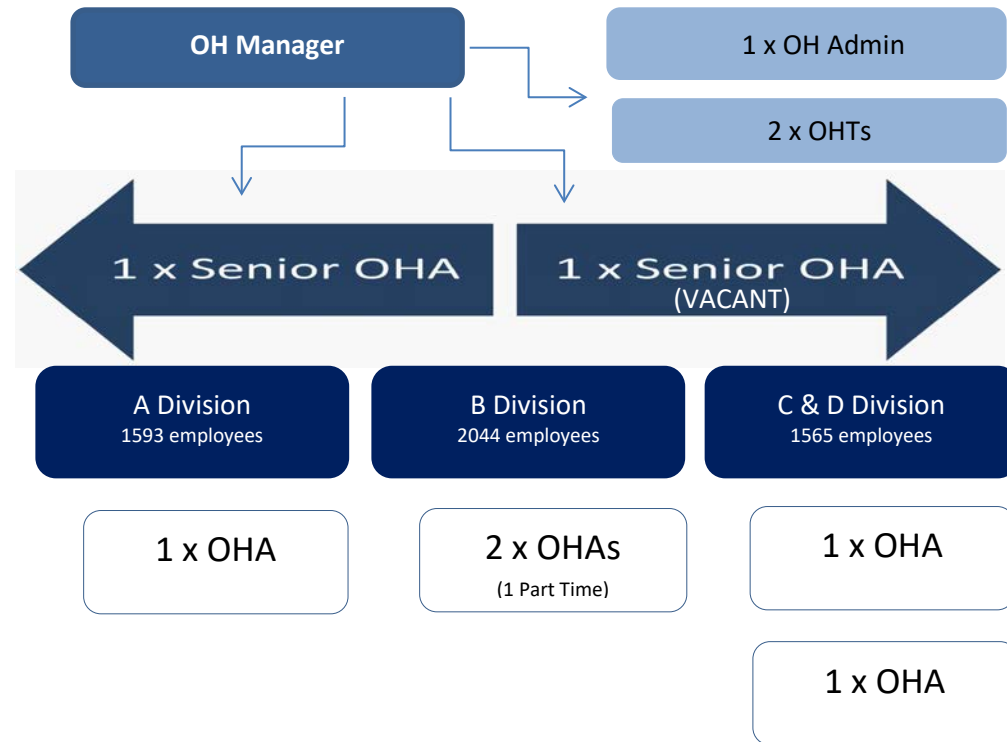 OH Manager
1 x OH Admin
2 x OHTs
1 x Senior OHA
1 x Senior OHA
(VACANT)
A Division
1593 employees
B Division
2044 employees
C & D Division
1565 employees
1 x OHA
2 x OHAs
(1 Part Time)
1 x OHA
1 x OHA